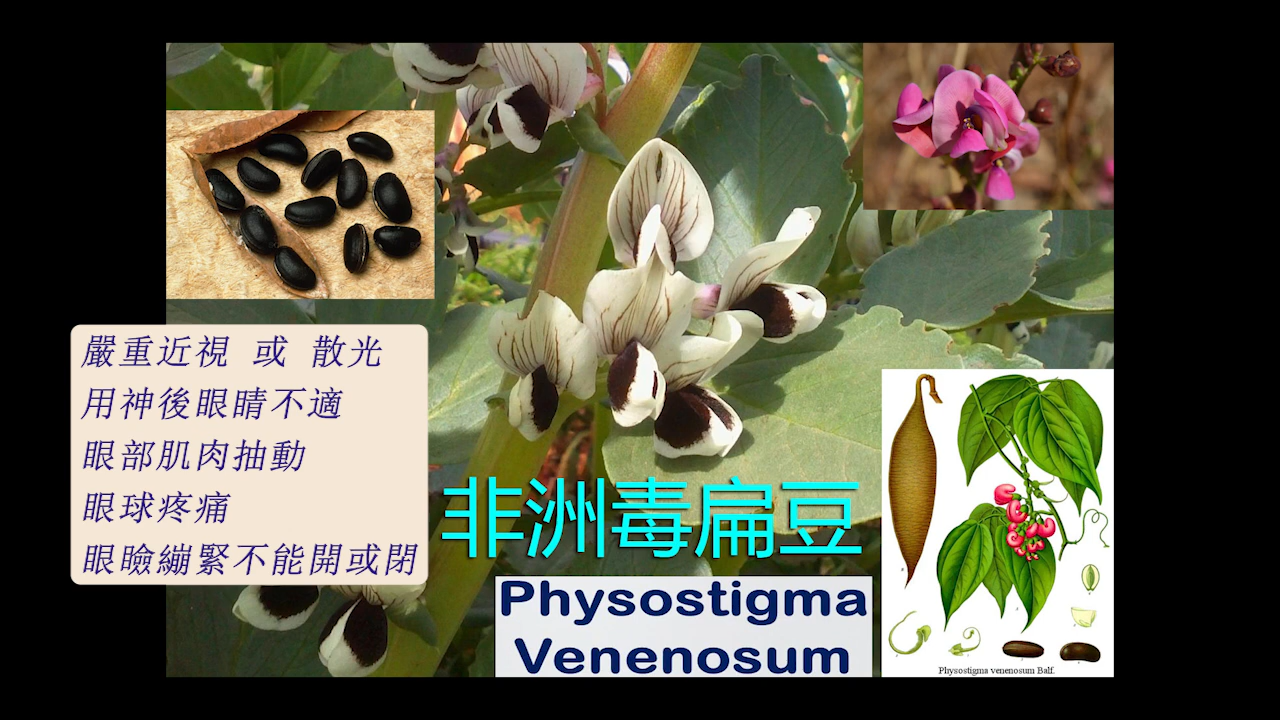 嚴重近視 或 散光
用神後眼睛不適
眼部肌肉抽動
眼球疼痛
眼瞼繃緊不能開或閉
非洲毒扁豆
Physostigma
Venenosum
Physostigma venenosum Balf.